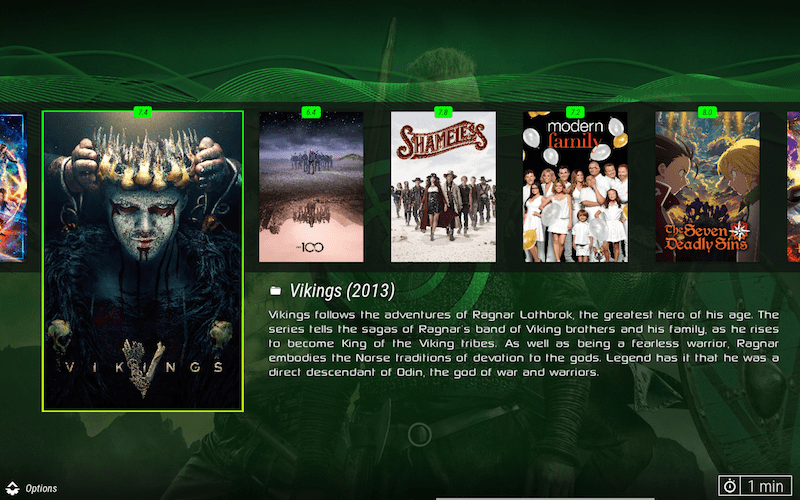 7.4
6.4
7.8
7.2
8.0
VIKINGS
THE 100
SHAMELESS
modern
family
The Seven
Deadly Sins
Vikings (2013)
Vikings follows the adventures of Ragnar Lothbrok, the greatest hero of his age. The
series tells the sagas of Ragnar's band of Viking brothers and his family, as he rises
to become King of the Viking tribes. As well as being a fearless warrior, Ragnar
embodies the Norse traditions of devotion to the gods. Legend has it that he was a
direct descendant of Odin, the god of war and warriors.
Options
1 min